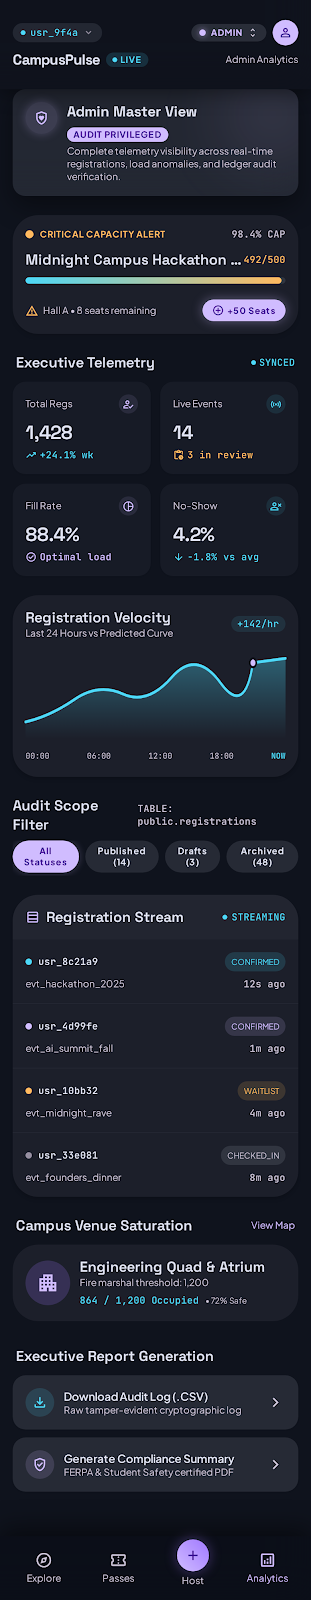 usr_9f4a
ADMIN
CampusPulse
LIVE
Admin Analytics
Admin Master View
AUDIT PRIVILEGED
Complete telemetry visibility across real-time
registrations, load anomalies, and ledger audit
verification.
CRITICAL CAPACITY ALERT
98.4% CAP
Midnight Campus Hackathon ...
492/500
Hall A • 8 seats remaining
+50 Seats
Executive Telemetry
SYNCED
Total Regs
1,428
+24.1% wk
Live Events
14
3 in review
Fill Rate
88.4%
Optimal load
No-Show
4.2%
-1.8% vs avg
Registration Velocity
Last 24 Hours vs Predicted Curve
+142/hr
00:00 06:00 12:00 18:00 NOW
Audit Scope
Filter
TABLE:
public.registrations
All
Statuses
Published
(14)
Drafts
(3)
Archived
(48)
Registration Stream
STREAMING
usr_8c21a9
CONFIRMED
evt_hackathon_2025
12s ago
usr_4d99fe
CONFIRMED
evt_ai_summit_fall
1m ago
usr_10bb32
WAITLIST
evt_midnight_rave
4m ago
usr_33e081
CHECKED_IN
evt_founders_dinner
8m ago
Campus Venue Saturation
View Map
Engineering Quad & Atrium
Fire marshal threshold: 1,200
864 / 1,200 Occupied
• 72% Safe
Executive Report Generation
Download Audit Log (.CSV)
Raw tamper-evident cryptographic log
Generate Compliance Summary
FERPA & Student Safety certified PDF
Explore
Passes
Host
Analytics